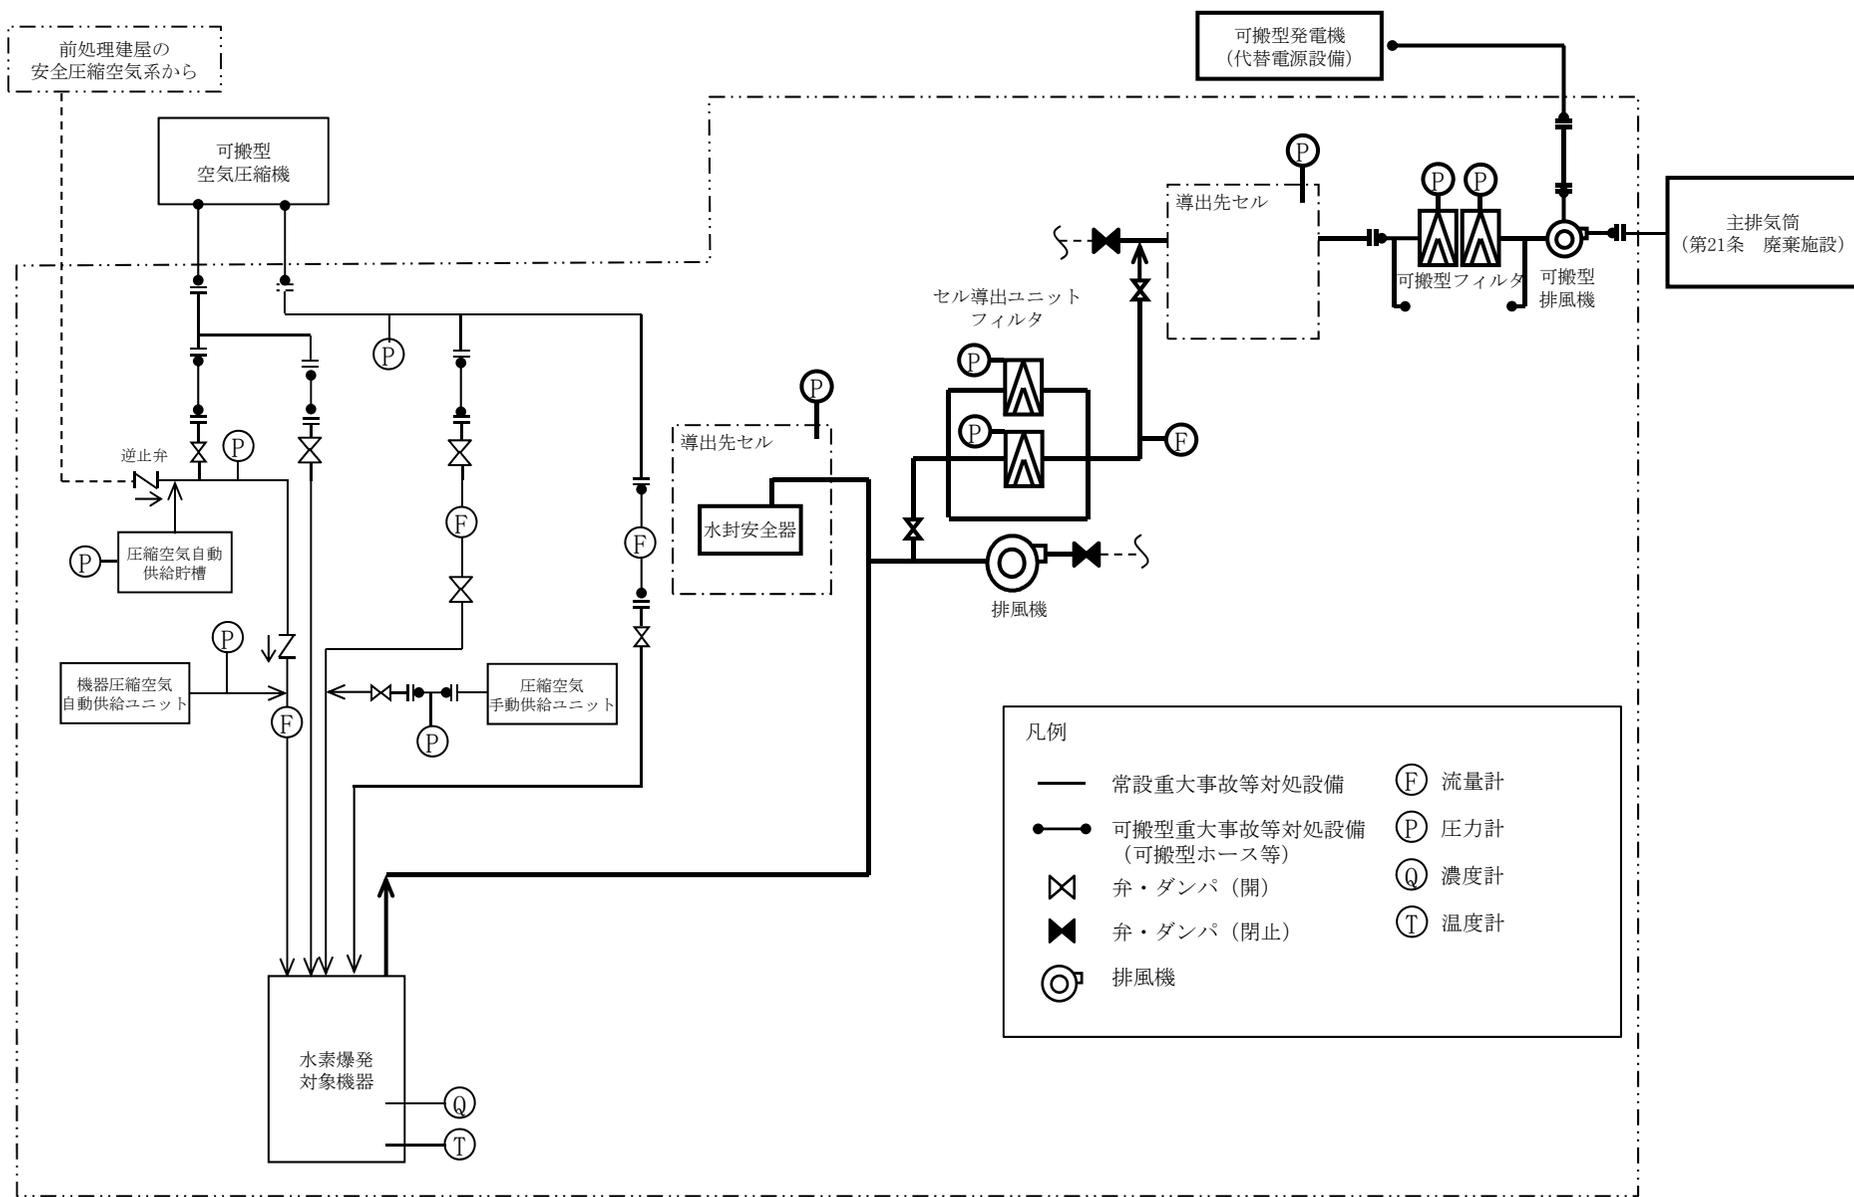 前処理建屋の
安全圧縮空気系から
可搬型発電機
（代替電源設備）
可搬型
空気圧縮機
P
導出先セル
P
P
主排気筒
（第21条　廃棄施設）
可搬型フィルタ
可搬型
排風機
セル導出ユニット
フィルタ
P
P
P
P
F
導出先セル
水封安全器
排風機
逆止弁
P
F
F
P
圧縮空気自動
供給貯槽
P
機器圧縮空気
自動供給ユニット
F
圧縮空気
手動供給ユニット
P
水素爆発
対象機器
Q
T
凡例
常設重大事故等対処設備
可搬型重大事故等対処設備
（可搬型ホース等）
弁・ダンパ（開）
弁・ダンパ（閉止）
排風機
F 流量計
P 圧力計
Q 濃度計
T 温度計